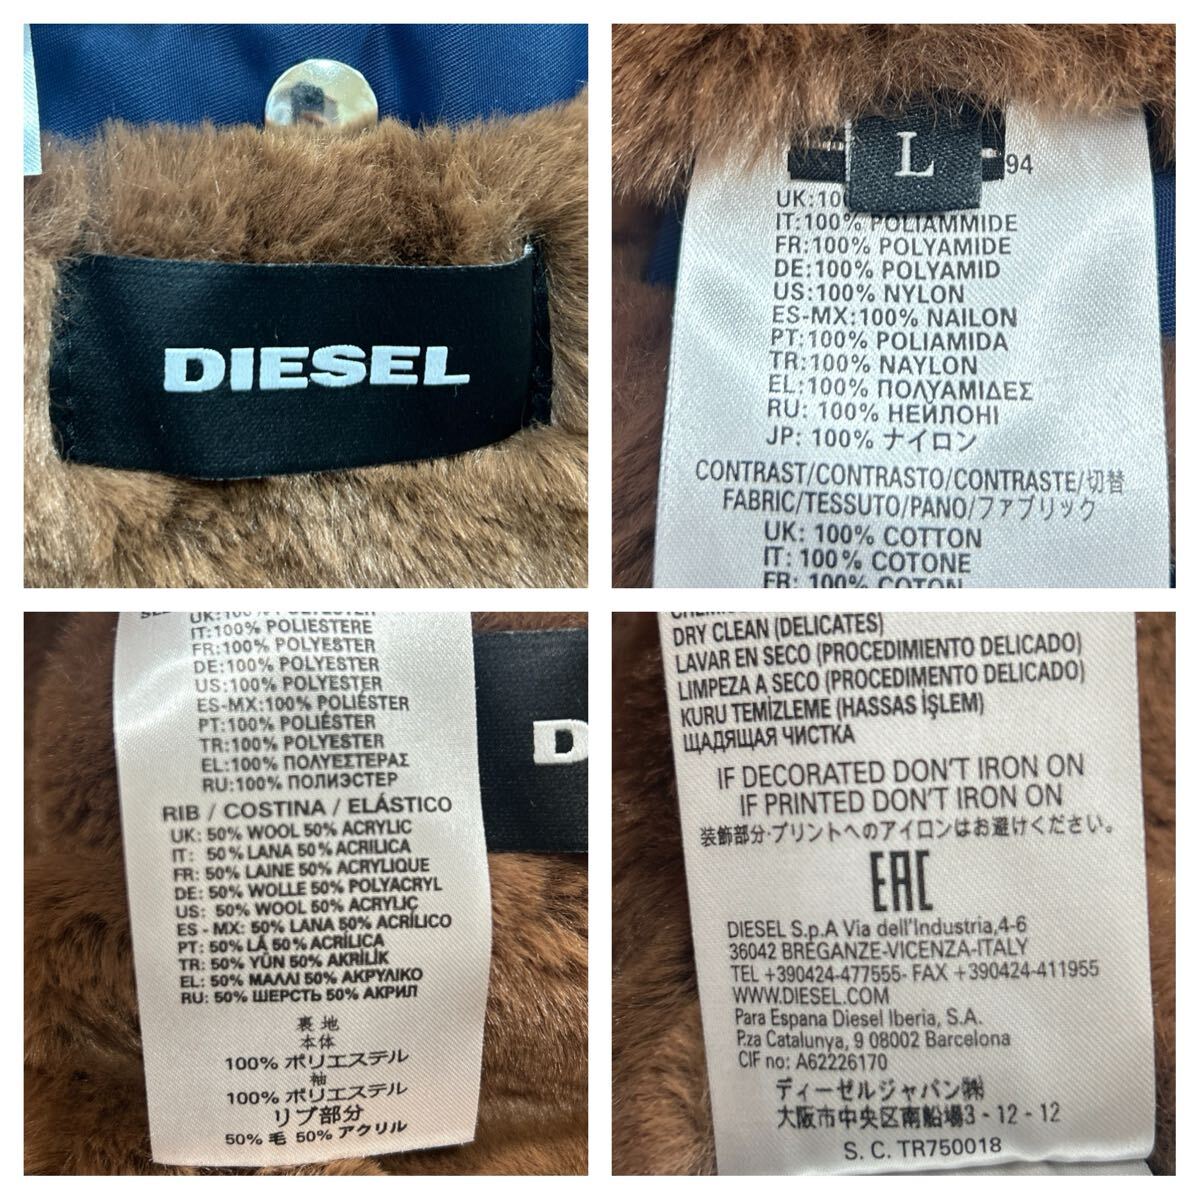 DIESEL
L
94
UK:10
IT:100% POLIAMMIDE
FR:100% POLYAMIDE
DE:100% POLYAMID
US:100% NYLON
ES-MX:100% NAILON
PT:100% POLIAMIDA
TR:100% NAYLON
EL:100% ΠΟΛΥΑΜΙΔΕΣ
RU: 100% НЕЙЛОНІ
JP: 100% ナイロン
CONTRAST/CONTRASTO/CONTRASTE/切替
FABRIC/TESSUTO/PANO/ファブリック
UK: 100% COTTON
IT: 100% COTONE
FR: 100% COTON
UK:100% POLYESTER
IT:100% POLIESTERE
FR:100% POLYESTER
DE:100% POLYESTER
US:100% POLYESTER
ES-MX:100% POLIÉSTER
PT:100% POLIÉSTER
TR:100% POLYESTER
EL:100% ΠΟΛΥΕΣΤΕΡΑΣ
RU:100% ПОЛИЭСТЕР
RIB / COSTINA / ELÁSTICO
UK: 50% WOOL 50% ACRYLIC
IT: 50% LANA 50% ACRILICA
FR: 50% LAINE 50% ACRYLIQUE
DE: 50% WOLLE 50% POLYACRYL
US: 50% WOOL 50% ACRYLIC
ES - MX: 50% LANA 50% ACRÍLICO
PT: 50% LÃ 50% ACRÍLICA
TR: 50% YÜN 50% AKRİLİK
EL: 50% ΜΑΛΛΙ 50% ΑΚΡΥΛΙΚΟ
RU: 50% ШЕРСТЬ 50% АКРИЛ
裏地
本体
100% ポリエステル
袖
100% ポリエステル
リブ部分
50% 毛 50% アクリル
D
DRY CLEAN (DELICATES)
LAVAR EN SECO (PROCEDIMIENTO DELICADO)
LIMPEZA A SECO (PROCEDIMENTO DELICADO)
KURU TEMİZLEME (HASSAS İŞLEM)
ЩАДЯЩАЯ ЧИСТКА
IF DECORATED DON'T IRON ON
IF PRINTED DON'T IRON ON
装飾部分・プリントへのアイロンはお避けください。
EAC
DIESEL S.p.A Via dell'Industria,4-6
36042 BREGANZE-VICENZA-ITALY
TEL +390424-477555- FAX +390424-411955
WWW.DIESEL.COM
Para Espana Diesel Iberia, S.A.
P.za Catalunya, 9 08002 Barcelona
CIF no: A62226170
ディーゼルジャパン㈱
大阪市中央区南船場3 - 12 - 12
S. C. TR750018